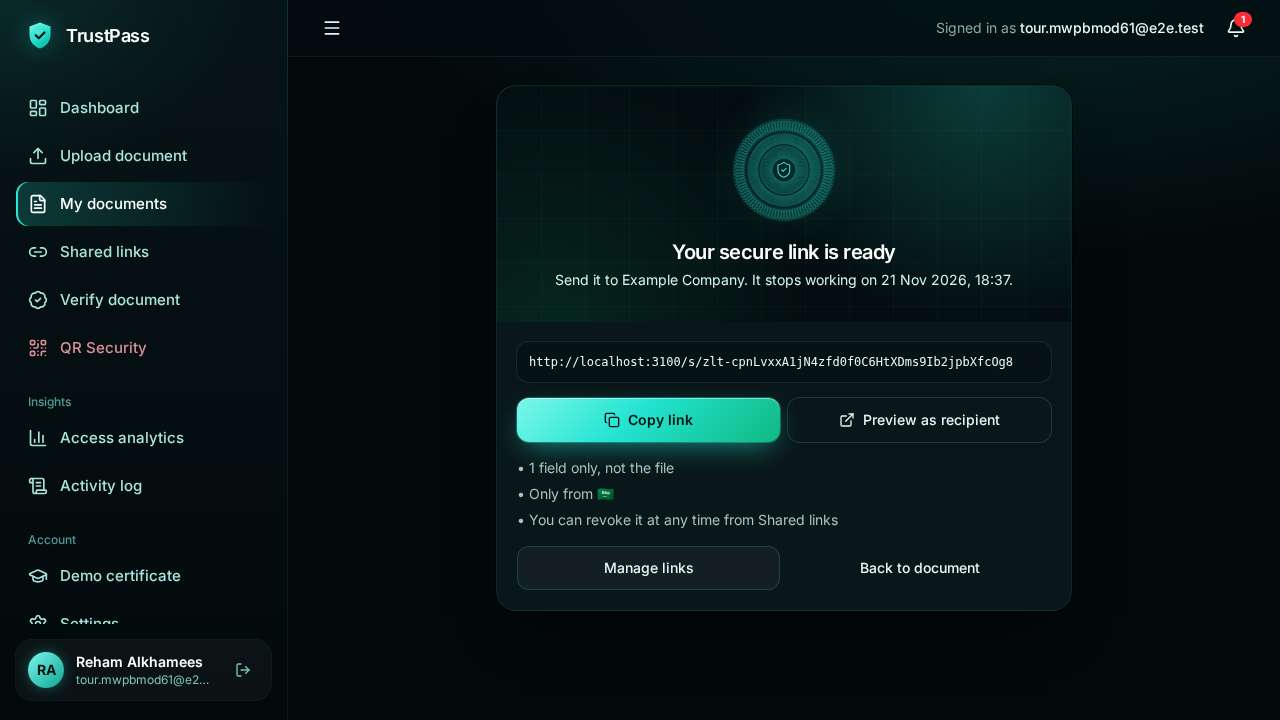 TrustPass
Dashboard
Upload document
My documents
Shared links
Verify document
QR Security
Insights
Access analytics
Activity log
Account
Demo certificate
Settings
RA
Reham Alkhamees
tour.mwpbmod61@e2...
Signed in as tour.mwpbmod61@e2e.test
1
Your secure link is ready
Send it to Example Company. It stops working on 21 Nov 2026, 18:37.
http://localhost:3100/s/zlt-cpnLvxxA1jN4zfd0f0C6HtXDms9Ib2jpbXfcOg8
Copy link
Preview as recipient
• 1 field only, not the file
• Only from 🇸🇦
• You can revoke it at any time from Shared links
Manage links
Back to document